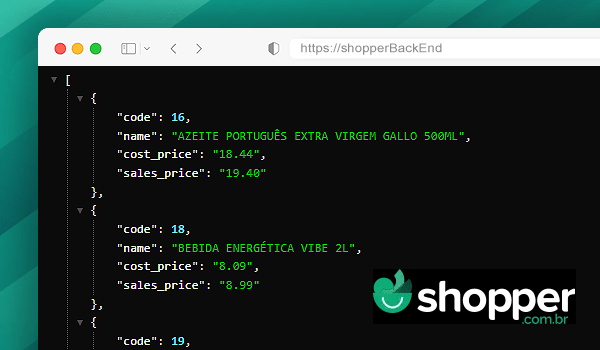 https://shopperBackEnd
[
{
"code": 16,
"name": "AZEITE PORTUGUÊS EXTRA VIRGEM GALLO 500ML",
"cost_price": "18.44",
"sales_price": "19.40"
},
{
"code": 18,
"name": "BEBIDA ENERGÉTICA VIBE 2L",
"cost_price": "8.09",
"sales_price": "8.99"
},
{
"code": 19,
shopper
.com.br